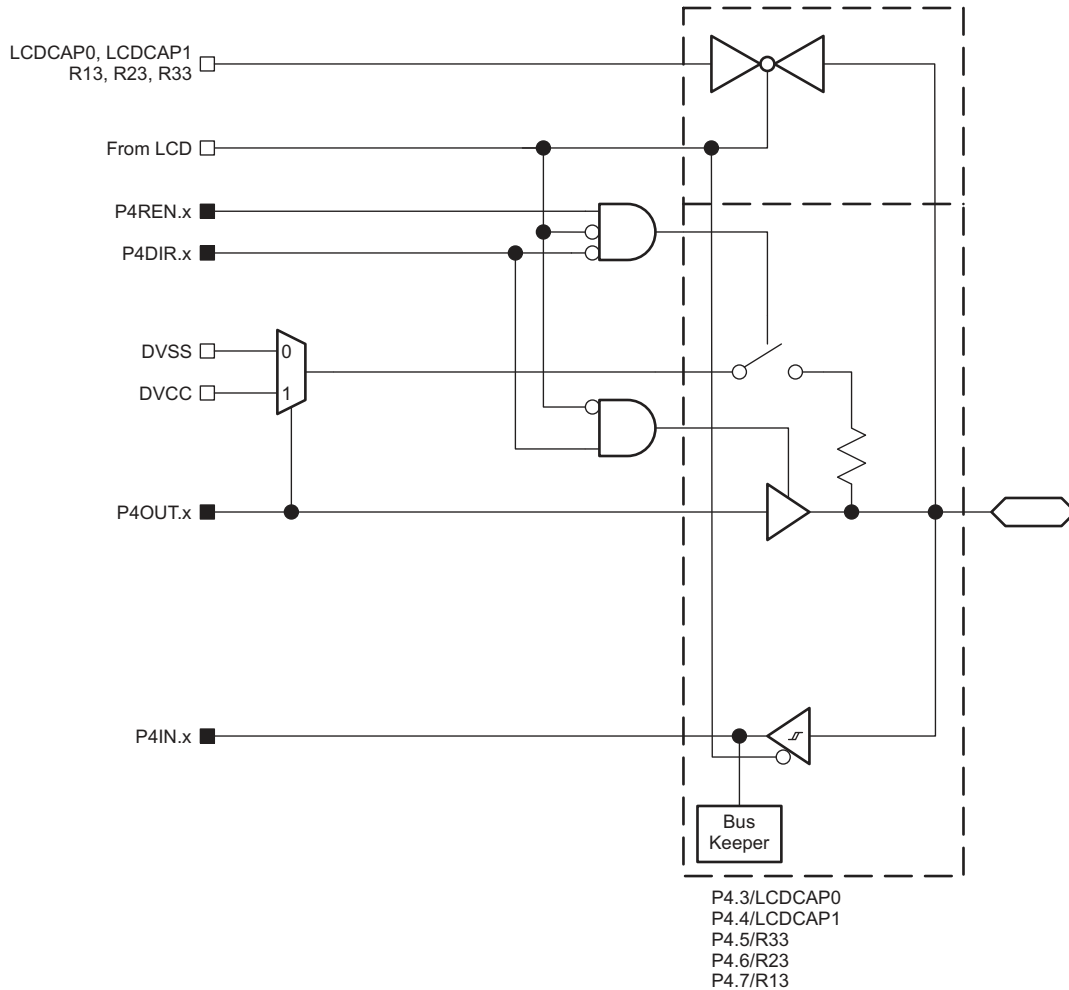 LCDCAP0, LCDCAP1
R13, R23, R33
From LCD
P4REN.x
P4DIR.x
DVSS
0
DVCC
1
P4OUT.x
P4IN.x
Bus
Keeper
P4.3/LCDCAP0
P4.4/LCDCAP1
P4.5/R33
P4.6/R23
P4.7/R13